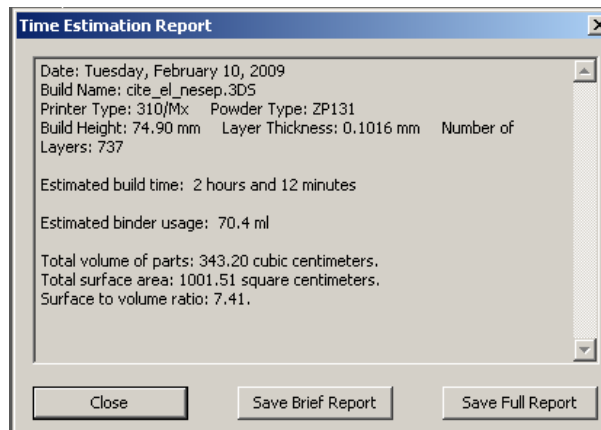 Time Estimation Report
Date: Tuesday, February 10, 2009
Build Name: cite_el_nesep.3DS
Printer Type: 310/Mx Powder Type: ZP131
Build Height: 74.90 mm Layer Thickness: 0.1016 mm Number of
Layers: 737
Estimated build time: 2 hours and 12 minutes
Estimated binder usage: 70.4 ml
Total volume of parts: 343.20 cubic centimeters.
Total surface area: 1001.51 square centimeters.
Surface to volume ratio: 7.41.
Close Save Brief Report Save Full Report